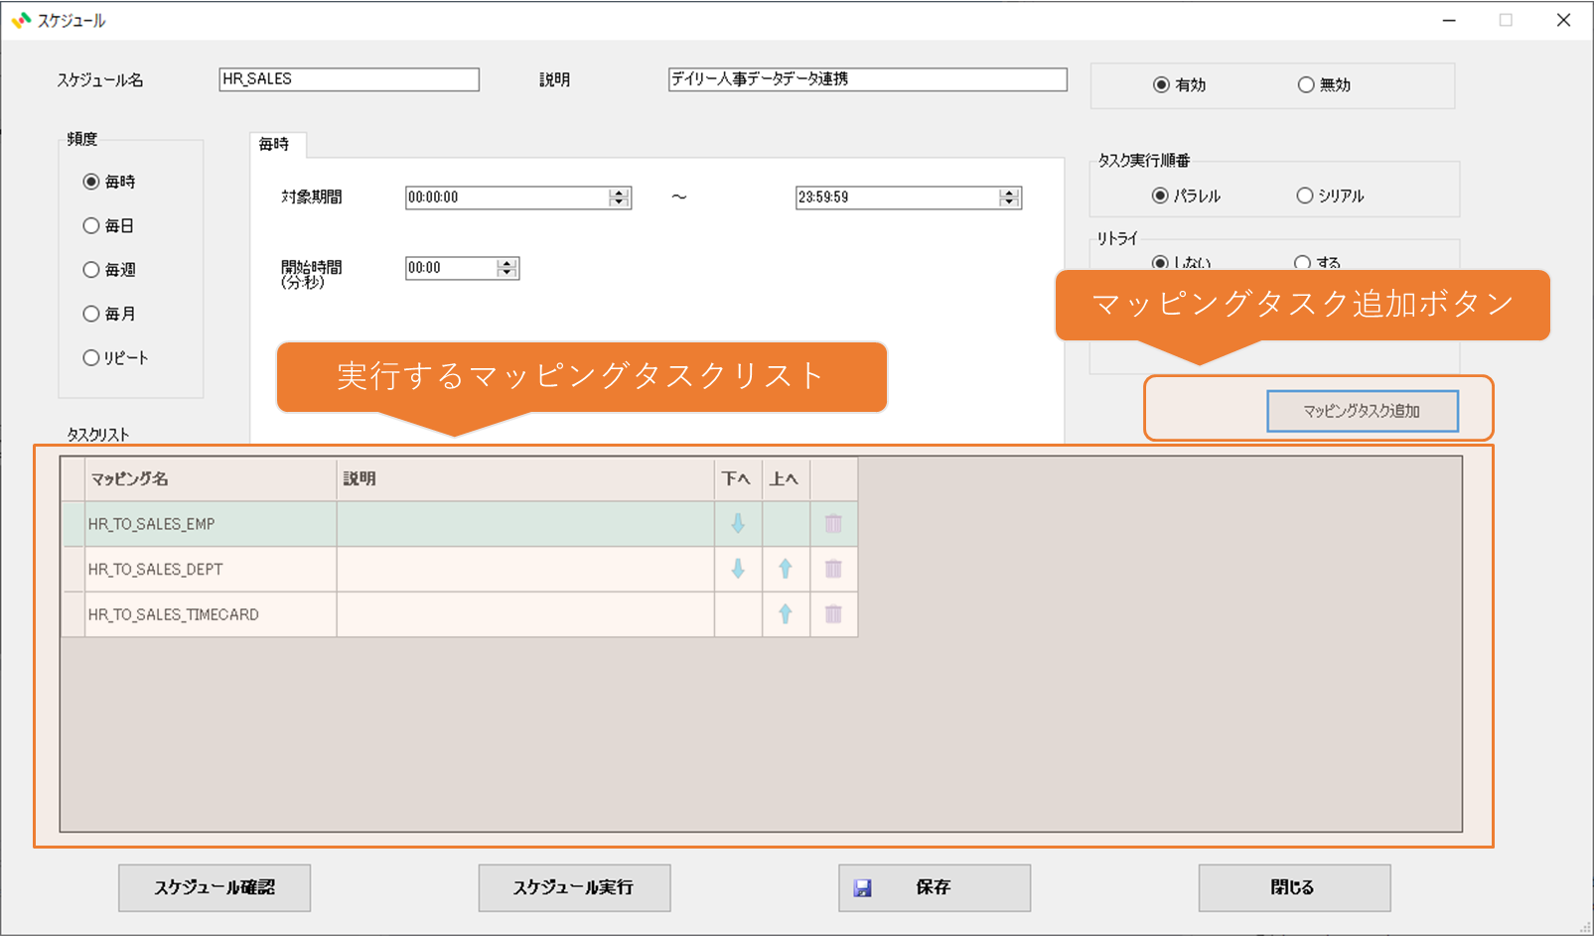 スケジュール
スケジュール名
HR_SALES
説明
デイリー人事データデータ連携
有効
無効
頻度
毎時
毎日
毎週
毎月
リピート
毎時
対象期間
00:00:00
～
23:59:59
開始時間
(分:秒)
00:00
タスク実行順番
パラレル
シリアル
リトライ
しない
する
マッピングタスク追加ボタン
実行するマッピングタスクリスト
マッピングタスク追加
タスクリスト
マッピング名 説明 下へ 上へ
HR_TO_SALES_EMP
HR_TO_SALES_DEPT
HR_TO_SALES_TIMECARD
スケジュール確認
スケジュール実行
保存
閉じる